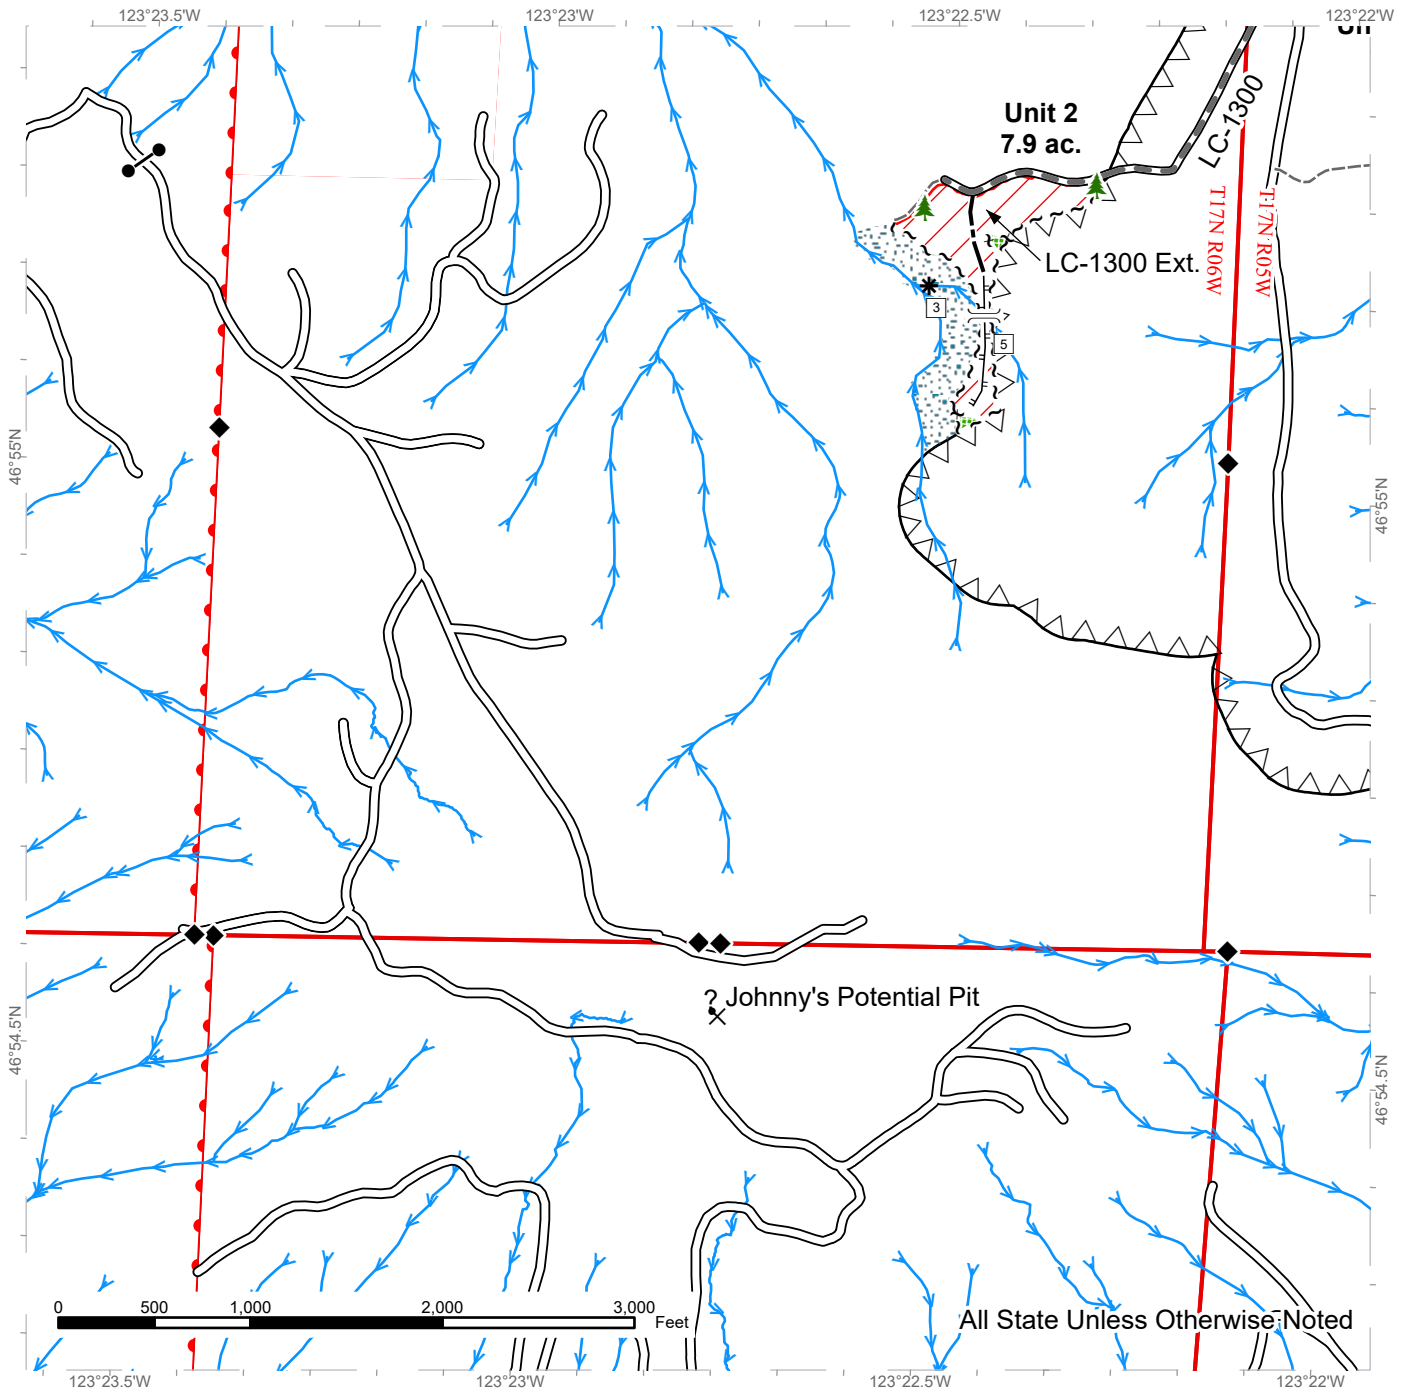 123°23.5'W 123°23'W 123°22.5'W 123°22'W
Un
Unit 2
7.9 ac.
LC-1300
T17N R06W
T17N R05W
LC-1300 Ext.
3
5
46°55'N
46°55'N
?
Johnny's Potential Pit
46°54.5'N
46°54.5'N
0 500 1,000 2,000 3,000
Feet
All State Unless Otherwise Noted
123°23.5'W 123°23'W 123°22.5'W 123°22'W